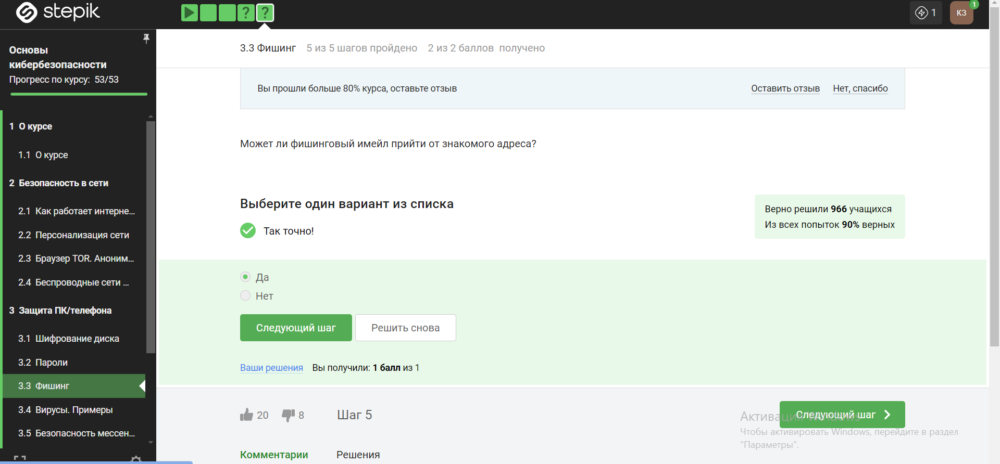 stepik
? ?
1
КЗ
1
Основы
кибербезопасности
Прогресс по курсу: 53/53
1 О курсе
1.1 О курсе
2 Безопасность в сети
2.1 Как работает интерне...
2.2 Персонализация сети
2.3 Браузер TOR. Аноним...
2.4 Беспроводные сети ...
3 Защита ПК/телефона
3.1 Шифрование диска
3.2 Пароли
3.3 Фишинг
3.4 Вирусы. Примеры
3.5 Безопасность мессен...
3.3 Фишинг 5 из 5 шагов пройдено 2 из 2 баллов получено
Вы прошли больше 80% курса, оставьте отзыв Оставить отзыв Нет, спасибо
Может ли фишинговый имейл прийти от знакомого адреса?
Выберите один вариант из списка
Так точно!
Верно решили 966 учащихся
Из всех попыток 90% верных
Да
Нет
Следующий шаг Решить снова
Ваши решения Вы получили: 1 балл из 1
20 8 Шаг 5
Следующий шаг
Активация Windows
Чтобы активировать Windows, перейдите в раздел
"Параметры".
Комментарии Решения